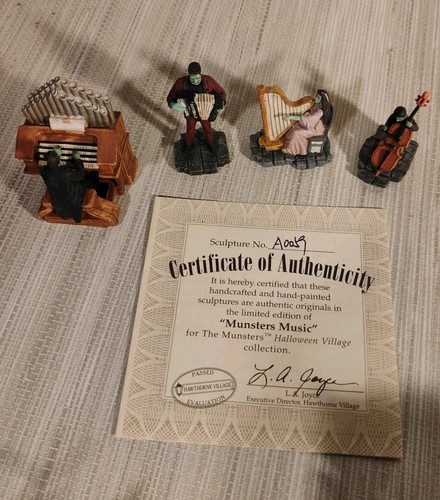 Sculpture No. A0059
Certificate of Authenticity
It is hereby certified that these
handcrafted and hand-painted
sculptures are authentic originals in
the limited edition of
"Munsters Music"
for The Munsters™ Halloween Village
collection.
PASSED
HAWTHORNE VILLAGE
EVALUATION
L. A. Joyce
L.A. Joyce
Executive Director, Hawthorne Village